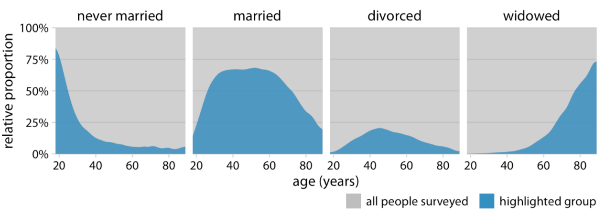 never married married divorced widowed
100%
75%
50%
25%
0%
relative proportion
20 40 60 80 20 40 60 80 20 40 60 80 20 40 60 80
age (years)
all people surveyed highlighted group